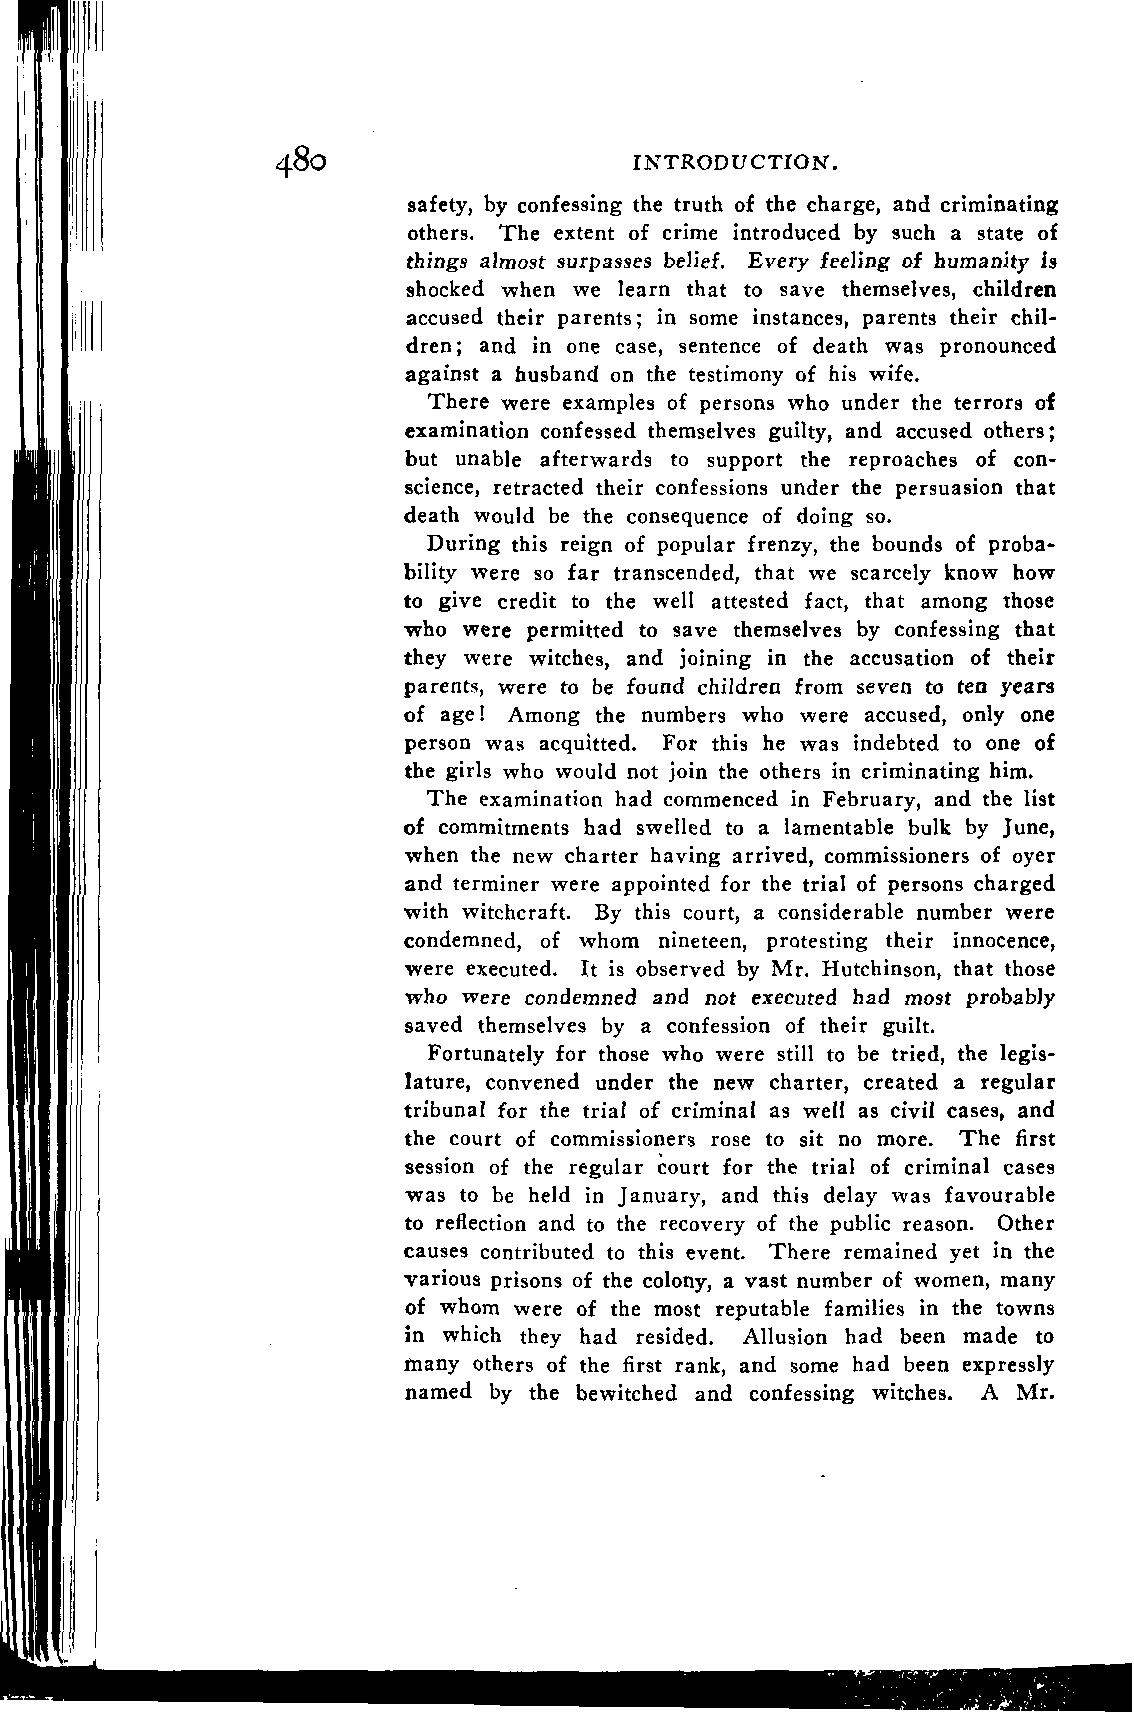 480 INTRODUCTION.
safety, by confessing the truth of the charge, and criminating
others. The extent of crime introduced by such a state of
things almost surpasses belief. Every feeling of humanity is
shocked when we learn that to save themselves, children
accused their parents; in some instances, parents their chil-
dren; and in one case, sentence of death was pronounced
against a husband on the testimony of his wife.
There were examples of persons who under the terrors of
examination confessed themselves guilty, and accused others;
but unable afterwards to support the reproaches of con-
science, retracted their confessions under the persuasion that
death would be the consequence of doing so.
During this reign of popular frenzy, the bounds of proba-
bility were so far transcended, that we scarcely know how
to give credit to the well attested fact, that among those
who were permitted to save themselves by confessing that
they were witches, and joining in the accusation of their
parents, were to be found children from seven to ten years
of age! Among the numbers who were accused, only one
person was acquitted. For this he was indebted to one of
the girls who would not join the others in criminating him.
The examination had commenced in February, and the list
of commitments had swelled to a lamentable bulk by June,
when the new charter having arrived, commissioners of oyer
and terminer were appointed for the trial of persons charged
with witchcraft. By this court, a considerable number were
condemned, of whom nineteen, protesting their innocence,
were executed. It is observed by Mr. Hutchinson, that those
who were condemned and not executed had most probably
saved themselves by a confession of their guilt.
Fortunately for those who were still to be tried, the legis-
lature, convened under the new charter, created a regular
tribunal for the trial of criminal as well as civil cases, and
the court of commissioners rose to sit no more. The first
session of the regular court for the trial of criminal cases
was to be held in January, and this delay was favourable
to reflection and to the recovery of the public reason. Other
causes contributed to this event. There remained yet in the
various prisons of the colony, a vast number of women, many
of whom were of the most reputable families in the towns
in which they had resided. Allusion had been made to
many others of the first rank, and some had been expressly
named by the bewitched and confessing witches. A Mr.